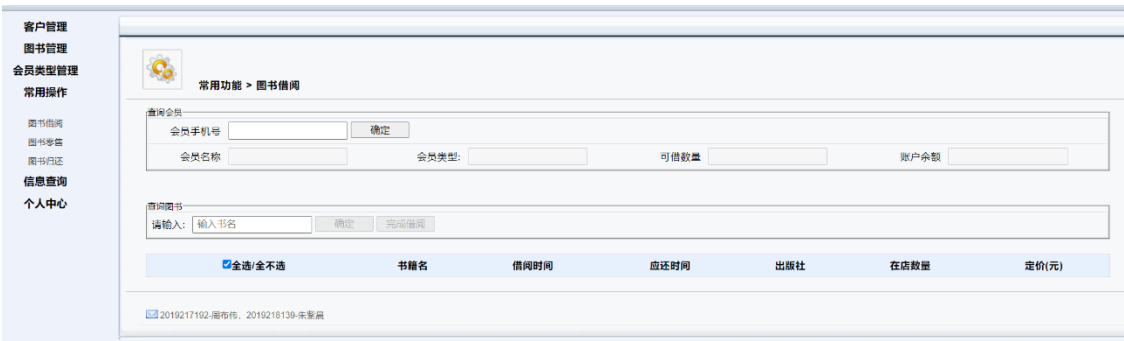 客户管理
图书管理
会员类型管理
常用操作
图书借阅
图书零售
图书归还
信息查询
个人中心
常用功能 > 图书借阅
查询会员
会员手机号 确定
会员名称 会员类型: 可借数量 账户余额
查询图书
请输入: 输入书名 确定 完成借阅
全选/全不选 书籍名 借阅时间 应还时间 出版社 在店数量 定价(元)
2019217192-周布伟、2019218139-朱紫晨